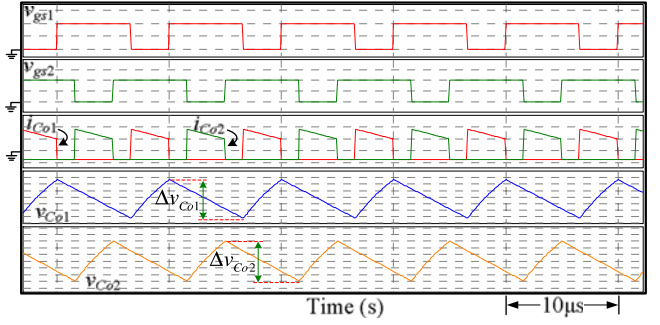 v_gs1
v_gs2
i_Co1
i_Co2
Δv_Co1
v_Co1
Δv_Co2
v_Co2
Time (s)
10μs